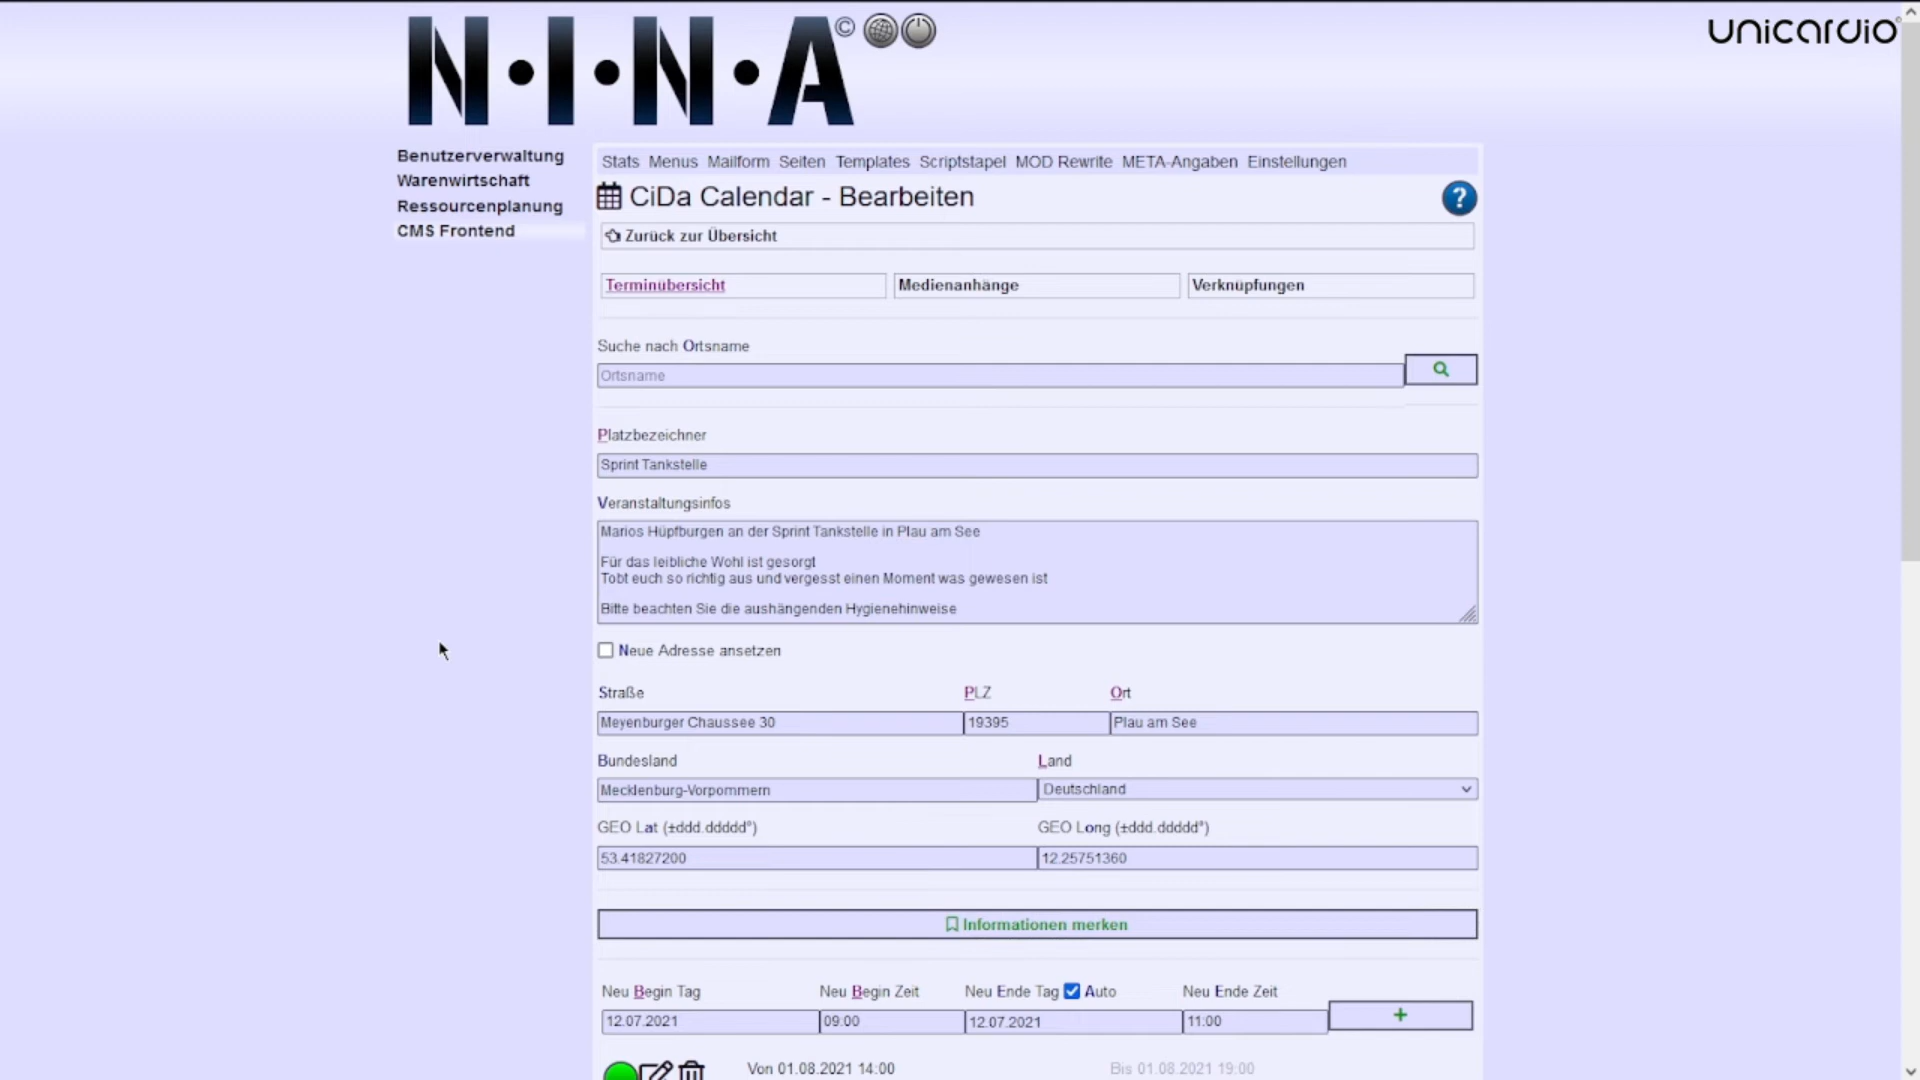 N·I·N·A©
unicardio®
Benutzerverwaltung
Warenwirtschaft
Ressourcenplanung
CMS Frontend
Stats Menus Mailform Seiten Templates Scriptstapel MOD Rewrite META-Angaben Einstellungen
CiDa Calendar - Bearbeiten
?
Zurück zur Übersicht
Terminübersicht Medienanhänge Verknüpfungen
Suche nach Ortsname
Ortsname
Platzbezeichner
Sprint Tankstelle
Veranstaltungsinfos
Marios Hüpfburgen an der Sprint Tankstelle in Plau am See
Für das leibliche Wohl ist gesorgt
Tobt euch so richtig aus und vergesst einen Moment was gewesen ist
Bitte beachten Sie die aushängenden Hygienehinweise
Neue Adresse ansetzen
Straße PLZ Ort
Meyenburger Chaussee 30 19395 Plau am See
Bundesland Land
Mecklenburg-Vorpommern Deutschland
GEO Lat (±ddd.ddddd°) GEO Long (±ddd.ddddd°)
53.41827200 12.25751360
Informationen merken
Neu Begin Tag Neu Begin Zeit Neu Ende Tag Auto Neu Ende Zeit
12.07.2021 09:00 12.07.2021 11:00 +
Von 01.08.2021 14:00 Bis 01.08.2021 19:00